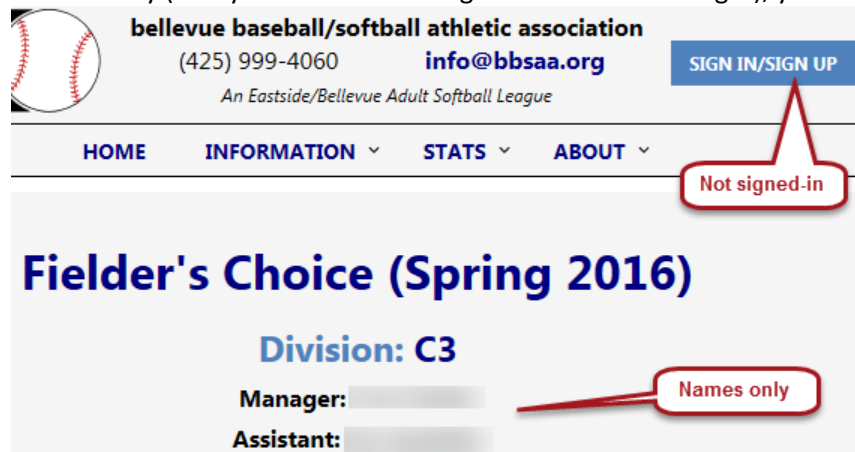 bellevue baseball/softball athletic association
(425) 999-4060 info@bbsaa.org
SIGN IN/SIGN UP
An Eastside/Bellevue Adult Softball League
HOME INFORMATION STATS ABOUT
Not signed-in
Fielder's Choice (Spring 2016)
Division: C3
Names only
Manager:
Assistant: